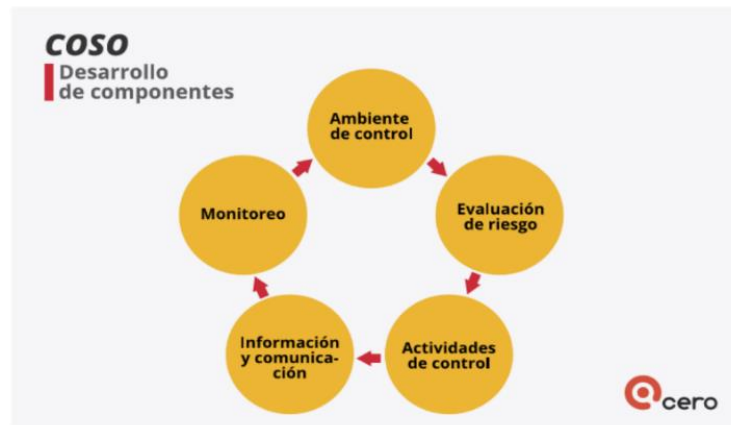 COSO
Desarrollo
de componentes
Ambiente
de control
Evaluación
de riesgo
Actividades
de control
Información
y comunica-
ción
Monitoreo
cero